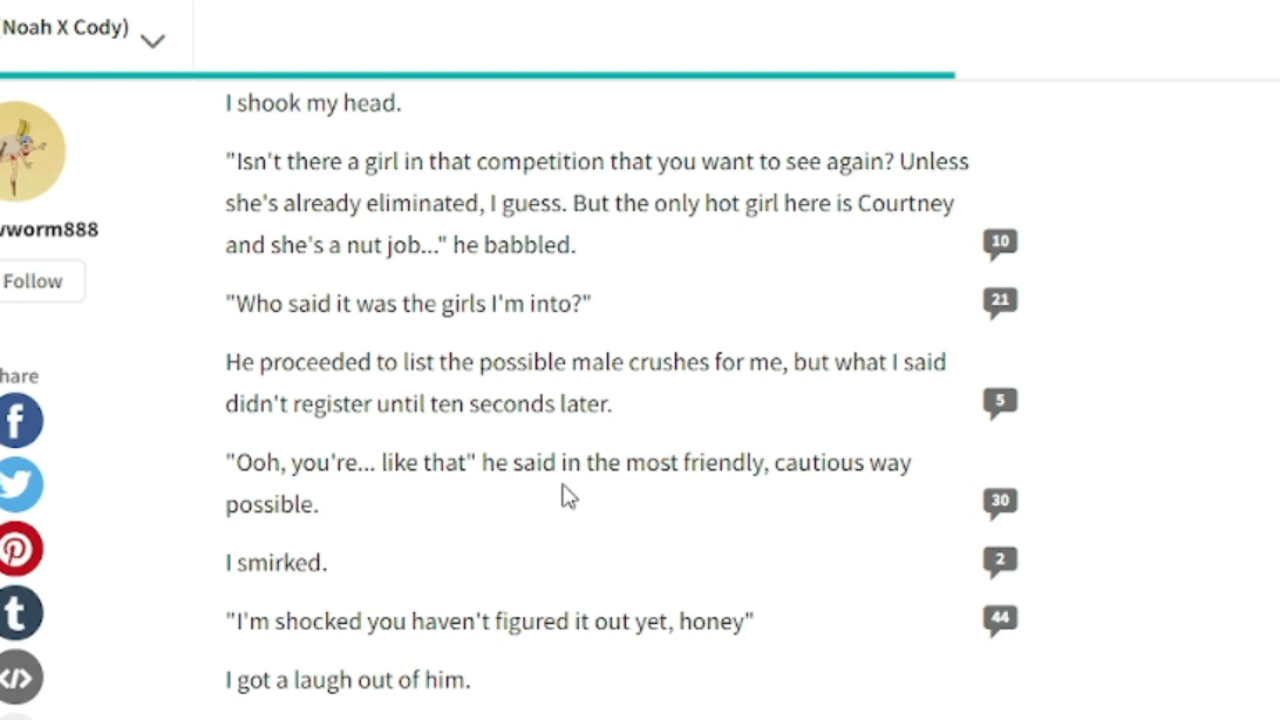 Noah X Cody)
I shook my head.
"Isn't there a girl in that competition that you want to see again? Unless
she's already eliminated, I guess. But the only hot girl here is Courtney
and she's a nut job..." he babbled.
10
worm888
Follow
"Who said it was the girls I'm into?"
21
He proceeded to list the possible male crushes for me, but what I said
didn't register until ten seconds later.
5
hare
f
"Ooh, you're... like that" he said in the most friendly, cautious way
possible.
30
I smirked.
2
"I'm shocked you haven't figured it out yet, honey"
44
t
</>
I got a laugh out of him.